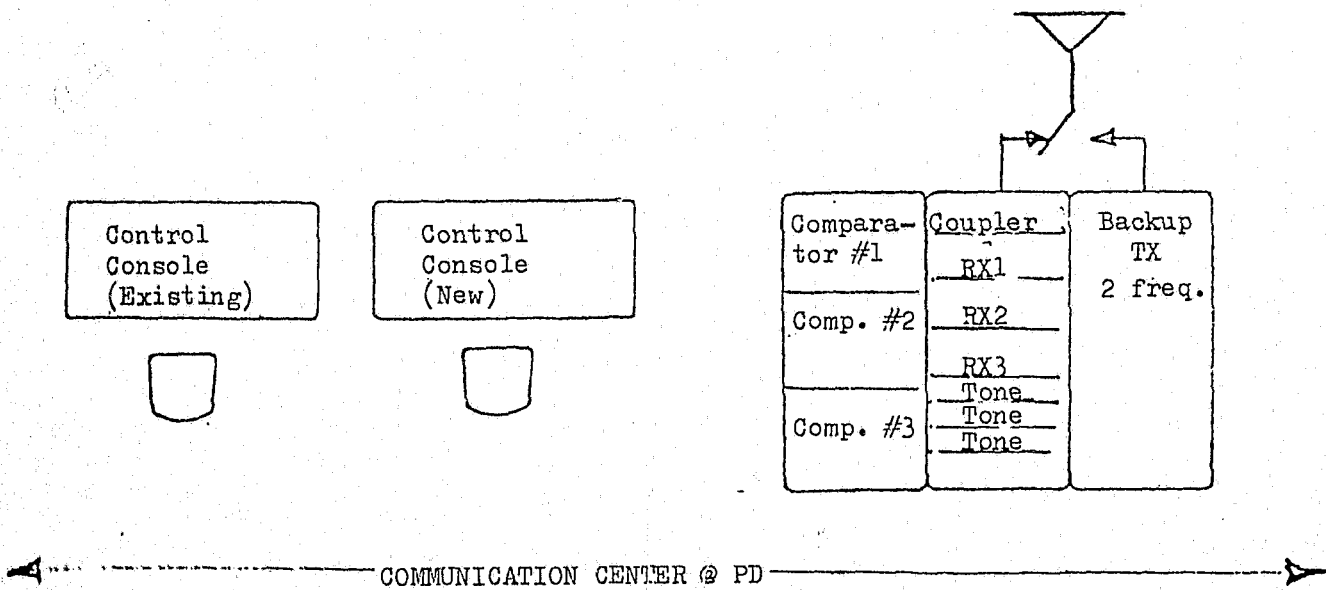 Control
Console
(Existing)
Control
Console
(New)
Compara-
tor #1
Comp. #2
Comp. #3
Coupler
RX1
RX2
RX3
Tone
Tone
Tone
Backup
TX
2 freq.
COMMUNICATION CENTER @ PD